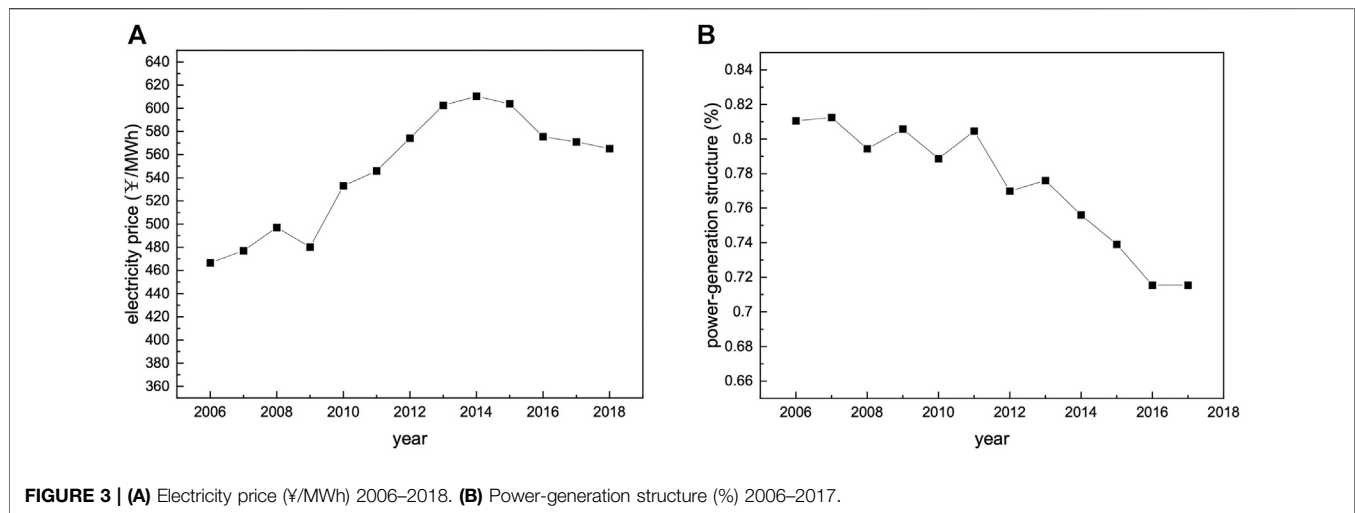 A
electricity price (¥/MWh)
640
620
600
580
560
540
520
500
480
460
440
420
400
380
360
2006 2008 2010 2012 2014 2016 2018
year
B
power-generation structure (%)
0.84
0.82
0.8
0.78
0.76
0.74
0.72
0.7
0.68
0.66
2006 2008 2010 2012 2014 2016 2018
year
FIGURE 3 | (A) Electricity price (¥/MWh) 2006–2018. (B) Power-generation structure (%) 2006–2017.